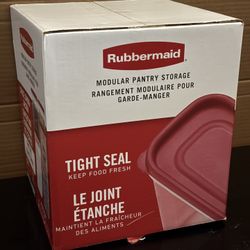 Rubbermaid
MODULAR PANTRY STORAGE
RANGEMENT MODULAIRE POUR
GARDE-MANGER
TIGHT SEAL
KEEP FOOD FRESH
LE JOINT
ÉTANCHE
MAINTIENT LA FRAÎCHEUR
DES ALIMENTS